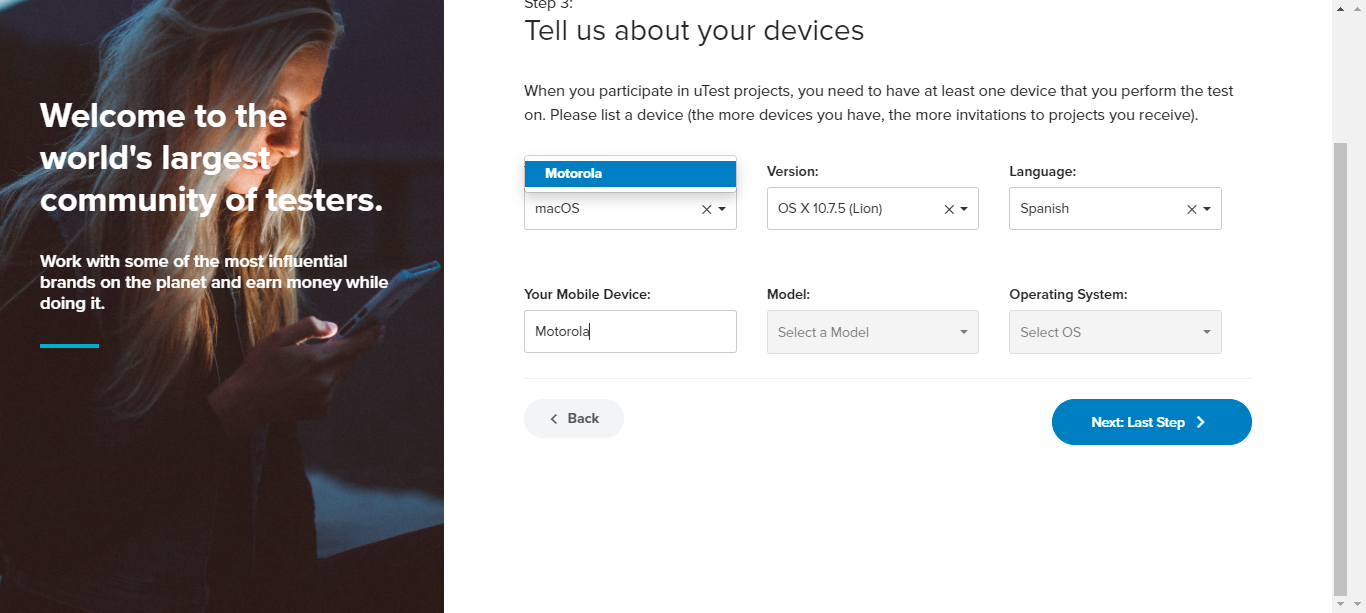 Welcome to the
world's largest
community of testers.
Work with some of the most influential
brands on the planet and earn money while
doing it.
Step 3:
Tell us about your devices
When you participate in uTest projects, you need to have at least one device that you perform the test
on. Please list a device (the more devices you have, the more invitations to projects you receive).
Motorola
Version:
Language:
macOS
OS X 10.7.5 (Lion)
Spanish
Your Mobile Device:
Model:
Operating System:
Motorola
Select a Model
Select OS
Back
Next: Last Step